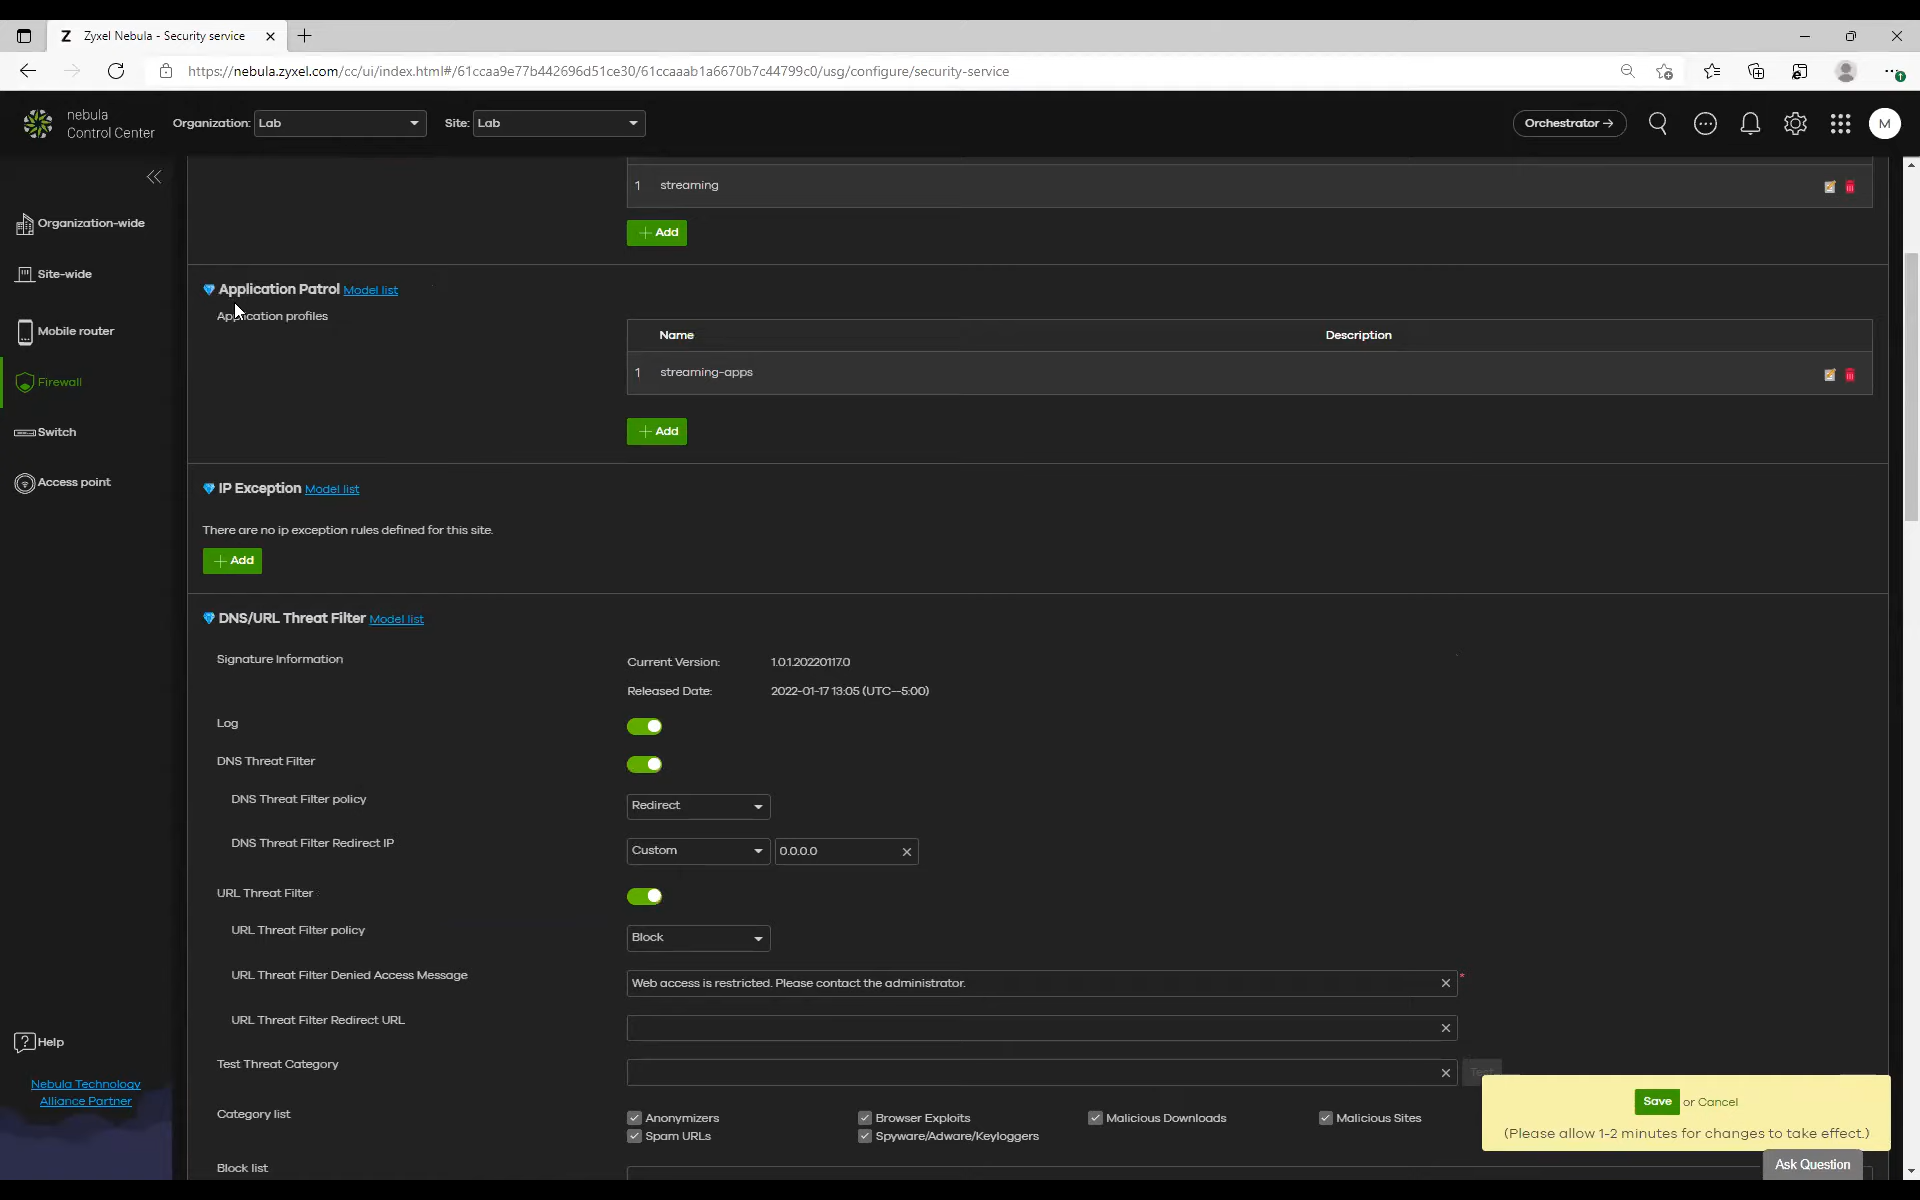 Zyxel Nebula - Security service
https://nebula.zyxel.com/cc/ui/index.html#/61ccaa9e77b442696d51ce30/61ccaaab1a6670b7c44799c0/usg/configure/security-service
nebula
Control Center
Organization: Lab
Site: Lab
Orchestrator →
M
Organization-wide
Site-wide
Mobile router
Firewall
Switch
Access point
Help
Nebula Technology
Alliance Partner
1 streaming
+ Add
Application Patrol Model list
Application profiles
Name Description
1 streaming-apps
+ Add
IP Exception Model list
There are no ip exception rules defined for this site.
+ Add
DNS/URL Threat Filter Model list
Signature Information
Current Version: 1.0.1.20220117.0
Released Date: 2022-01-17 13:05 (UTC--5:00)
Log
DNS Threat Filter
DNS Threat Filter policy Redirect
DNS Threat Filter Redirect IP Custom 0.0.0.0
URL Threat Filter
URL Threat Filter policy Block
URL Threat Filter Denied Access Message Web access is restricted. Please contact the administrator. *
URL Threat Filter Redirect URL
Test Threat Category Test
Category list
Anonymizers Browser Exploits Malicious Downloads Malicious Sites
Spam URLs Spyware/Adware/Keyloggers
Block list
Save or Cancel
(Please allow 1-2 minutes for changes to take effect.)
Ask Question